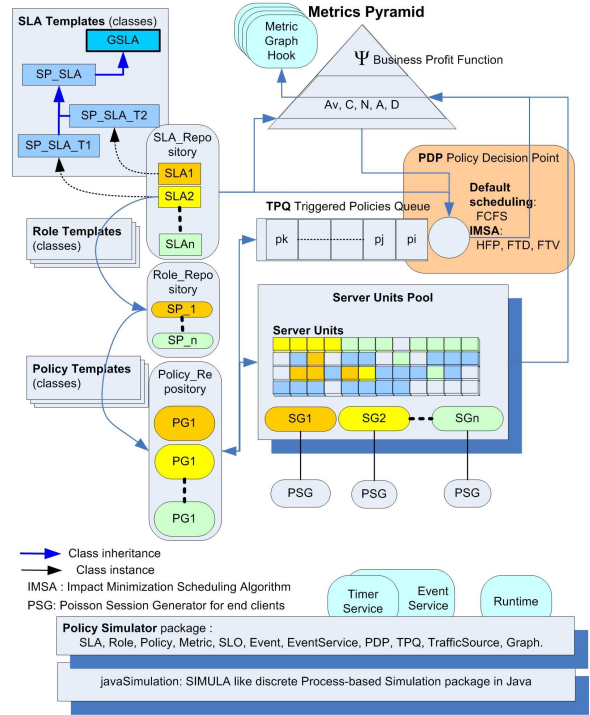 SLA Templates (classes)
GSLA
SP_SLA
SP_SLA_T2
SP_SLA_T1
Metric
Graph
Hook
Metrics Pyramid
Ψ Business Profit Function
Av, C, N, A, D
SLA_Repo
sitory
SLA1
SLA2
SLAn
PDP Policy Decision Point
Default
scheduling:
FCFS
IMSA:
HFP, FTD, FTV
TPQ Triggered Policies Queue
pk
pj
pi
Role Templates
(classes)
Role_Repo
sitory
SP_1
SP_n
Server Units Pool
Server Units
SG1
SG2
SGn
PSG
PSG
PSG
Policy Templates
(classes)
Policy_Re
pository
PG1
PG1
PG1
Class inheritance
Class instance
IMSA : Impact Minimization Scheduling Algorithm
PSG: Poisson Session Generator for end clients
Timer
Service
Event
Service
Runtime
Policy Simulator package :
SLA, Role, Policy, Metric, SLO, Event, EventService, PDP, TPQ, TrafficSource, Graph.
javaSimulation: SIMULA like discrete Process-based Simulation package in Java